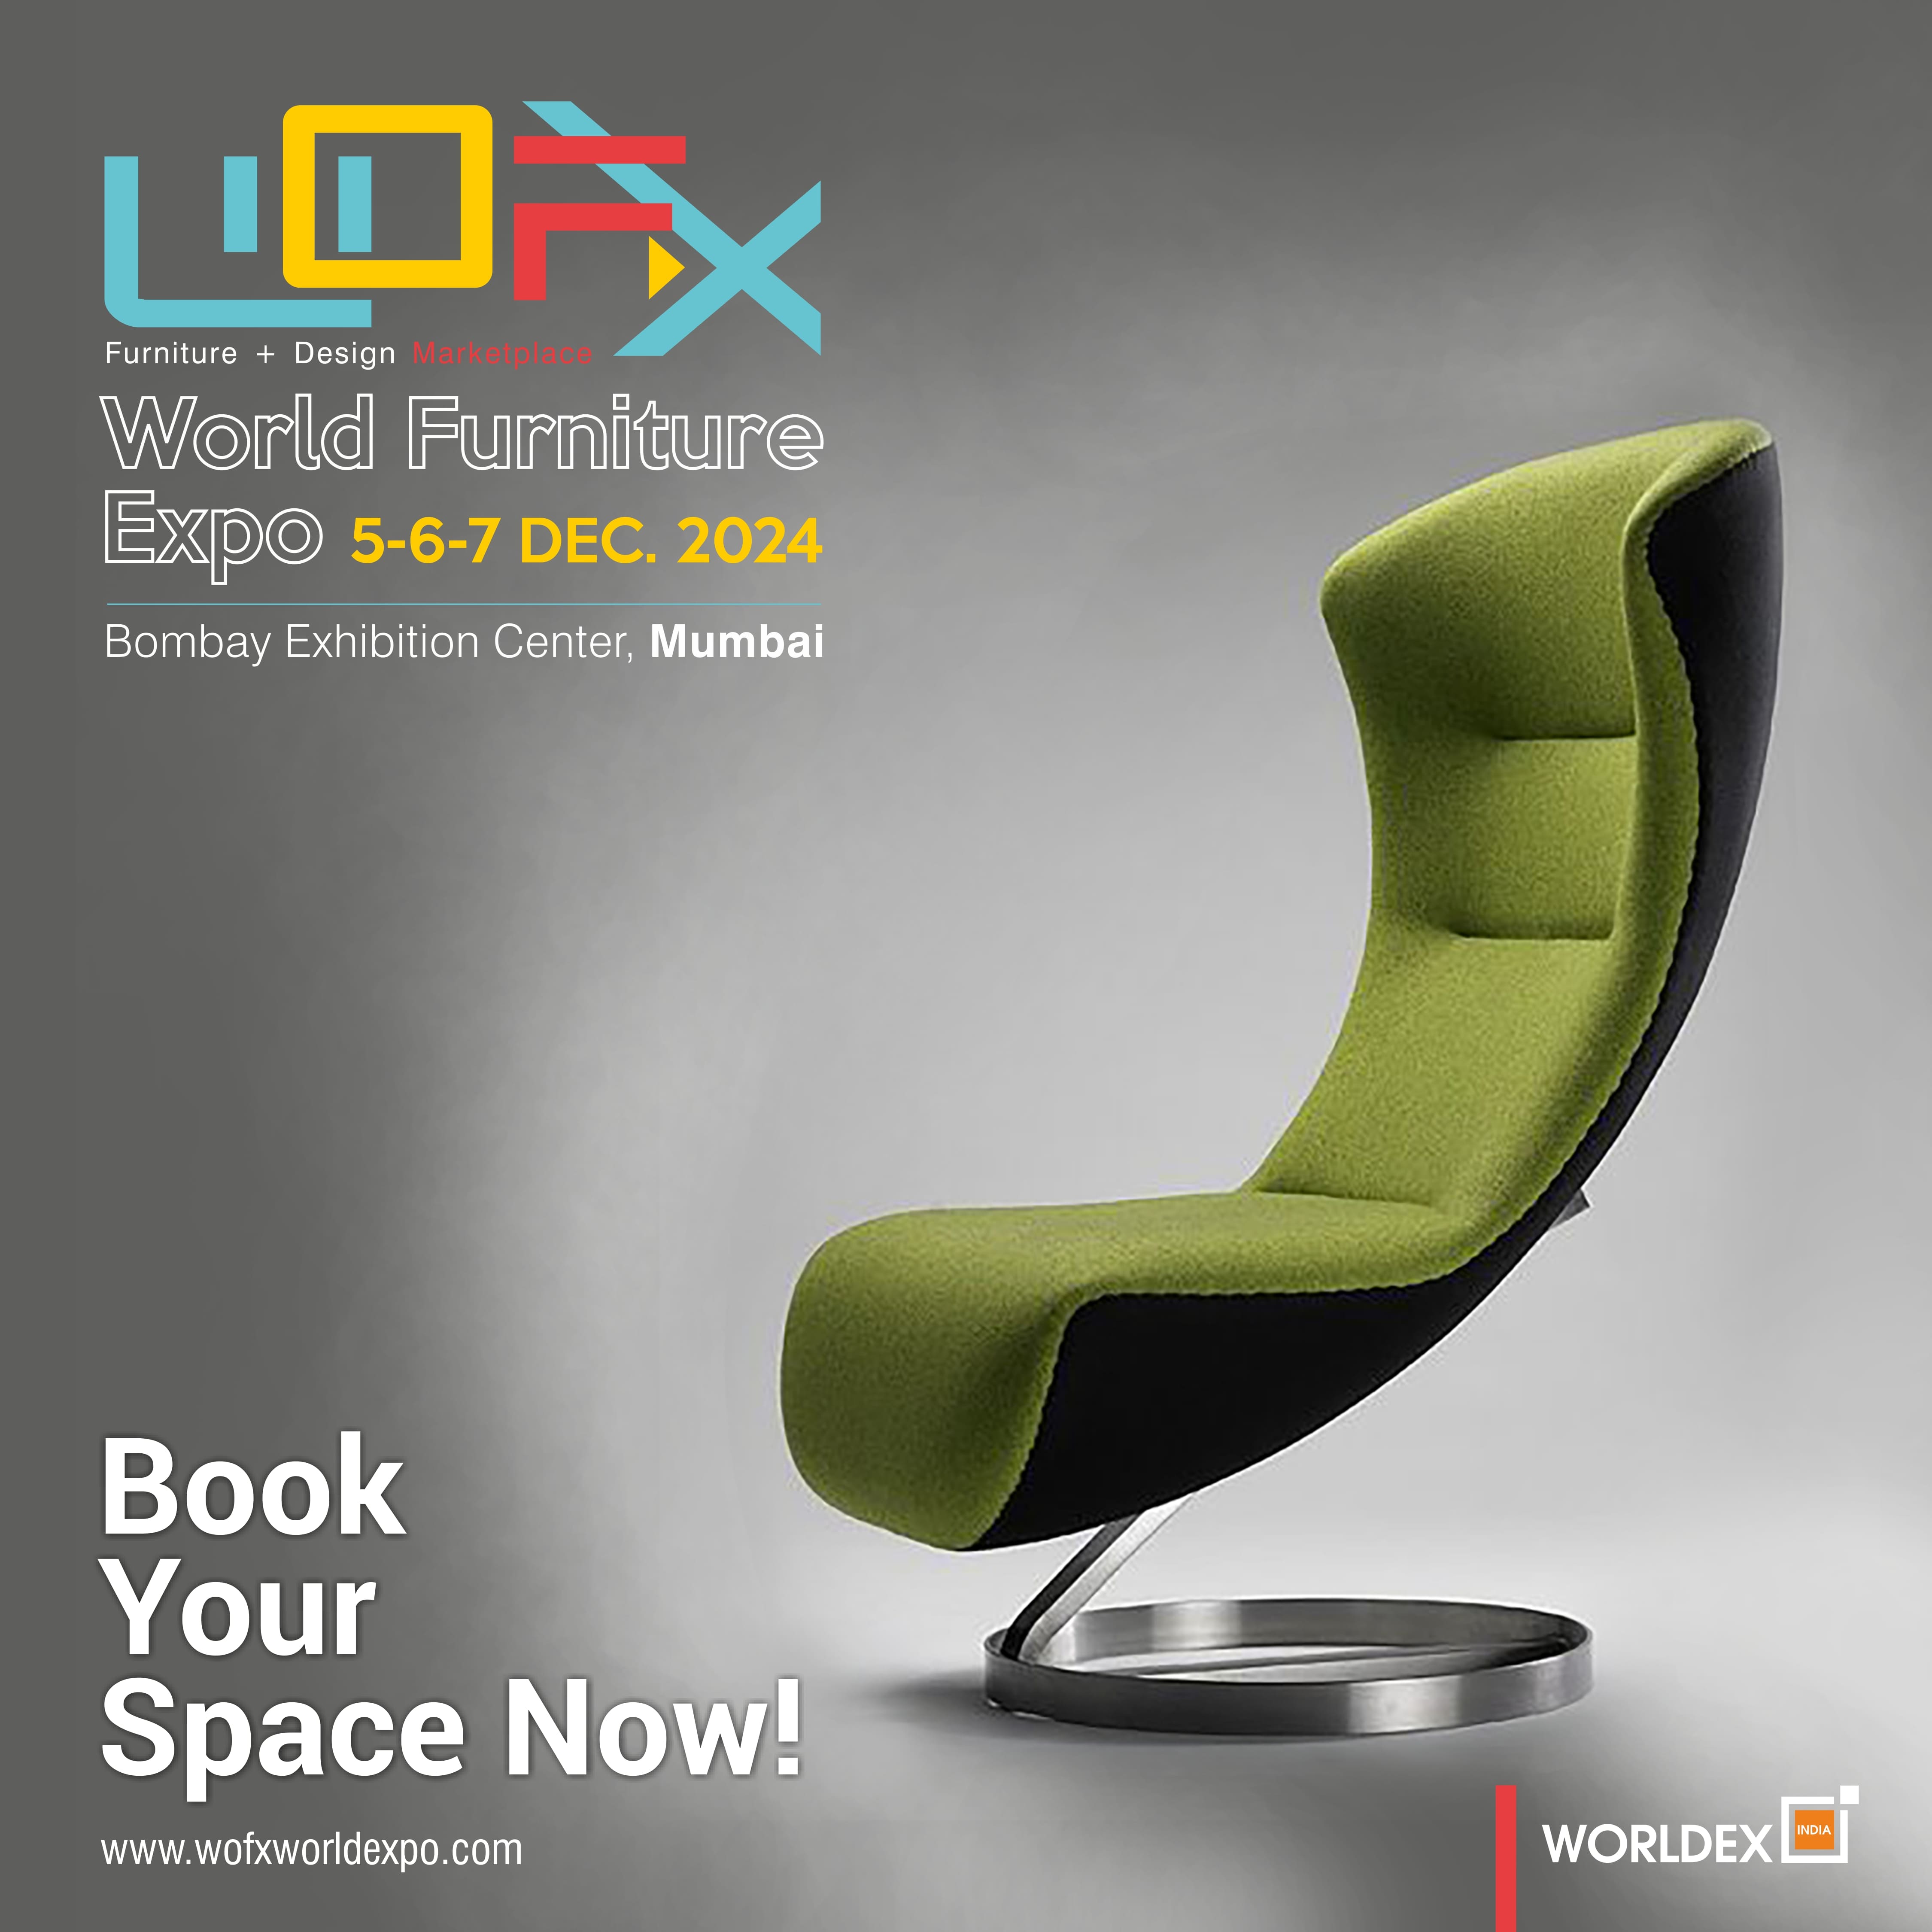 WOFX
Furniture + Design Marketplace
World Furniture
Expo 5-6-7 DEC. 2024
Bombay Exhibition Center, Mumbai
Book
Your
Space Now!
www.wofxworldexpo.com
WORLDEX INDIA